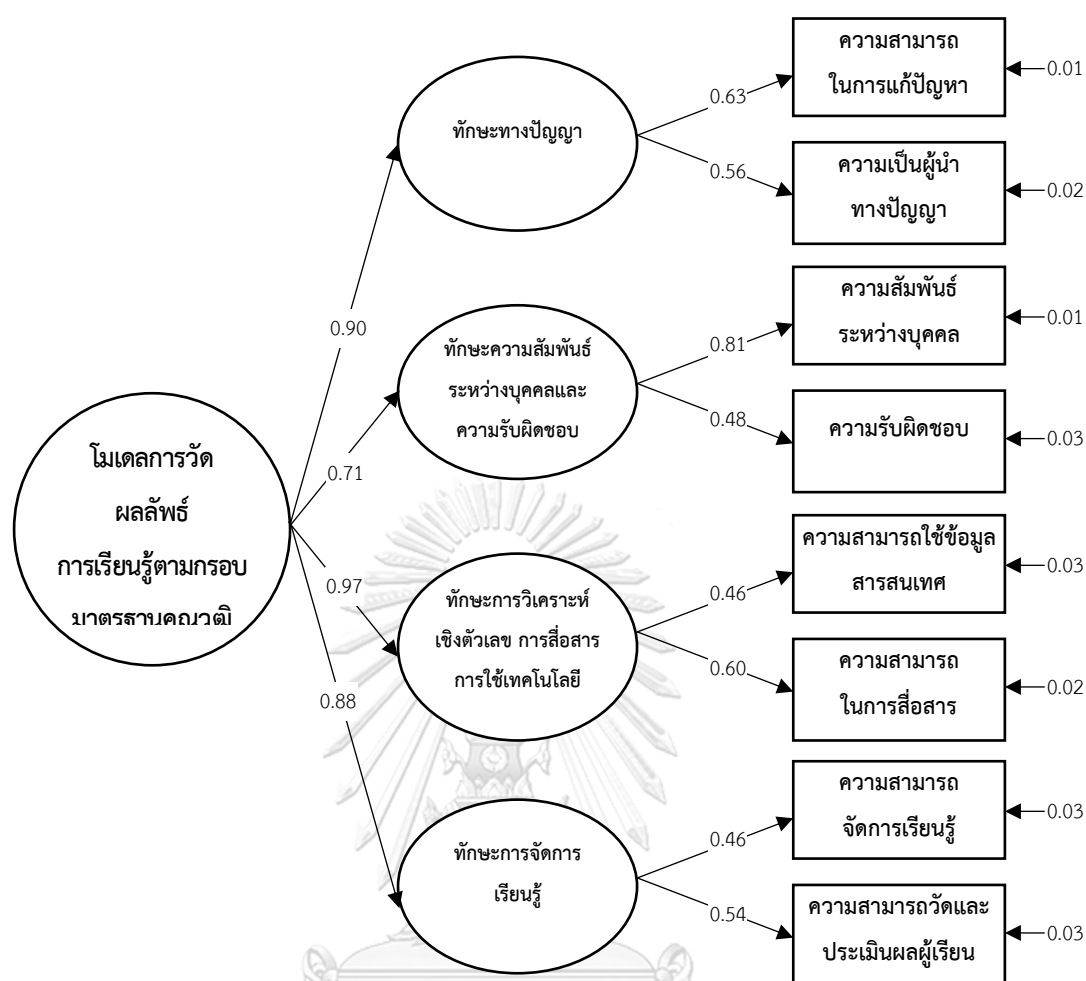 โมเดลการวัด
ผลลัพธ์
การเรียนรู้ตามกรอบ
มาตรฐานคุณวุฒิ
0.90
0.71
0.97
0.88
ทักษะทางปัญญา
0.63
0.56
ความสามารถ
ในการแก้ปัญหา
0.01
ความเป็นผู้นำ
ทางปัญญา
0.02
ทักษะความสัมพันธ์
ระหว่างบุคคลและ
ความรับผิดชอบ
0.81
0.48
ความสัมพันธ์
ระหว่างบุคคล
0.01
ความรับผิดชอบ
0.03
ทักษะการวิเคราะห์
เชิงตัวเลข การสื่อสาร
การใช้เทคโนโลยี
0.46
0.60
ความสามารถใช้ข้อมูล
สารสนเทศ
0.03
ความสามารถ
ในการสื่อสาร
0.02
ทักษะการจัดการ
เรียนรู้
0.46
0.54
ความสามารถ
จัดการเรียนรู้
0.03
ความสามารถวัดและ
ประเมินผลผู้เรียน
0.03